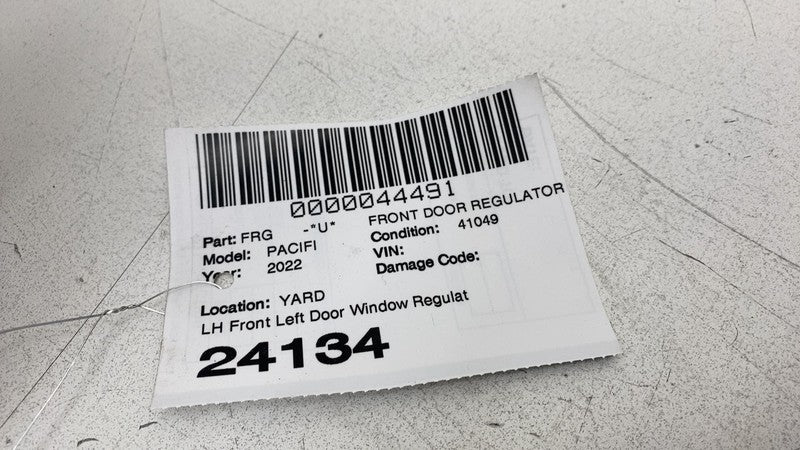 0000044491
Part: FRG -*U* FRONT DOOR REGULATOR
Model: PACIFI Condition: 41049
Year: 2022 VIN:
Damage Code:
Location: YARD
LH Front Left Door Window Regulat
24134